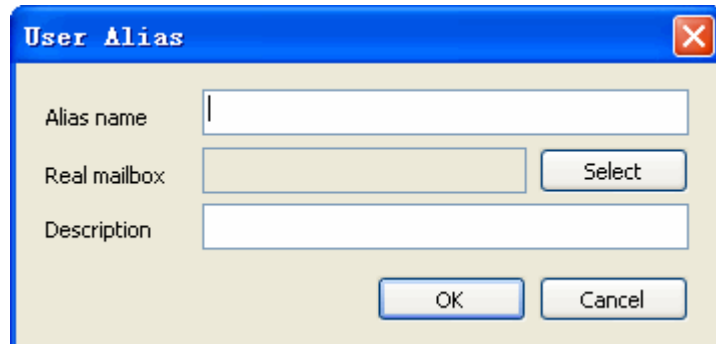 User Alias
Alias name
Real mailbox
Select
Description
OK
Cancel